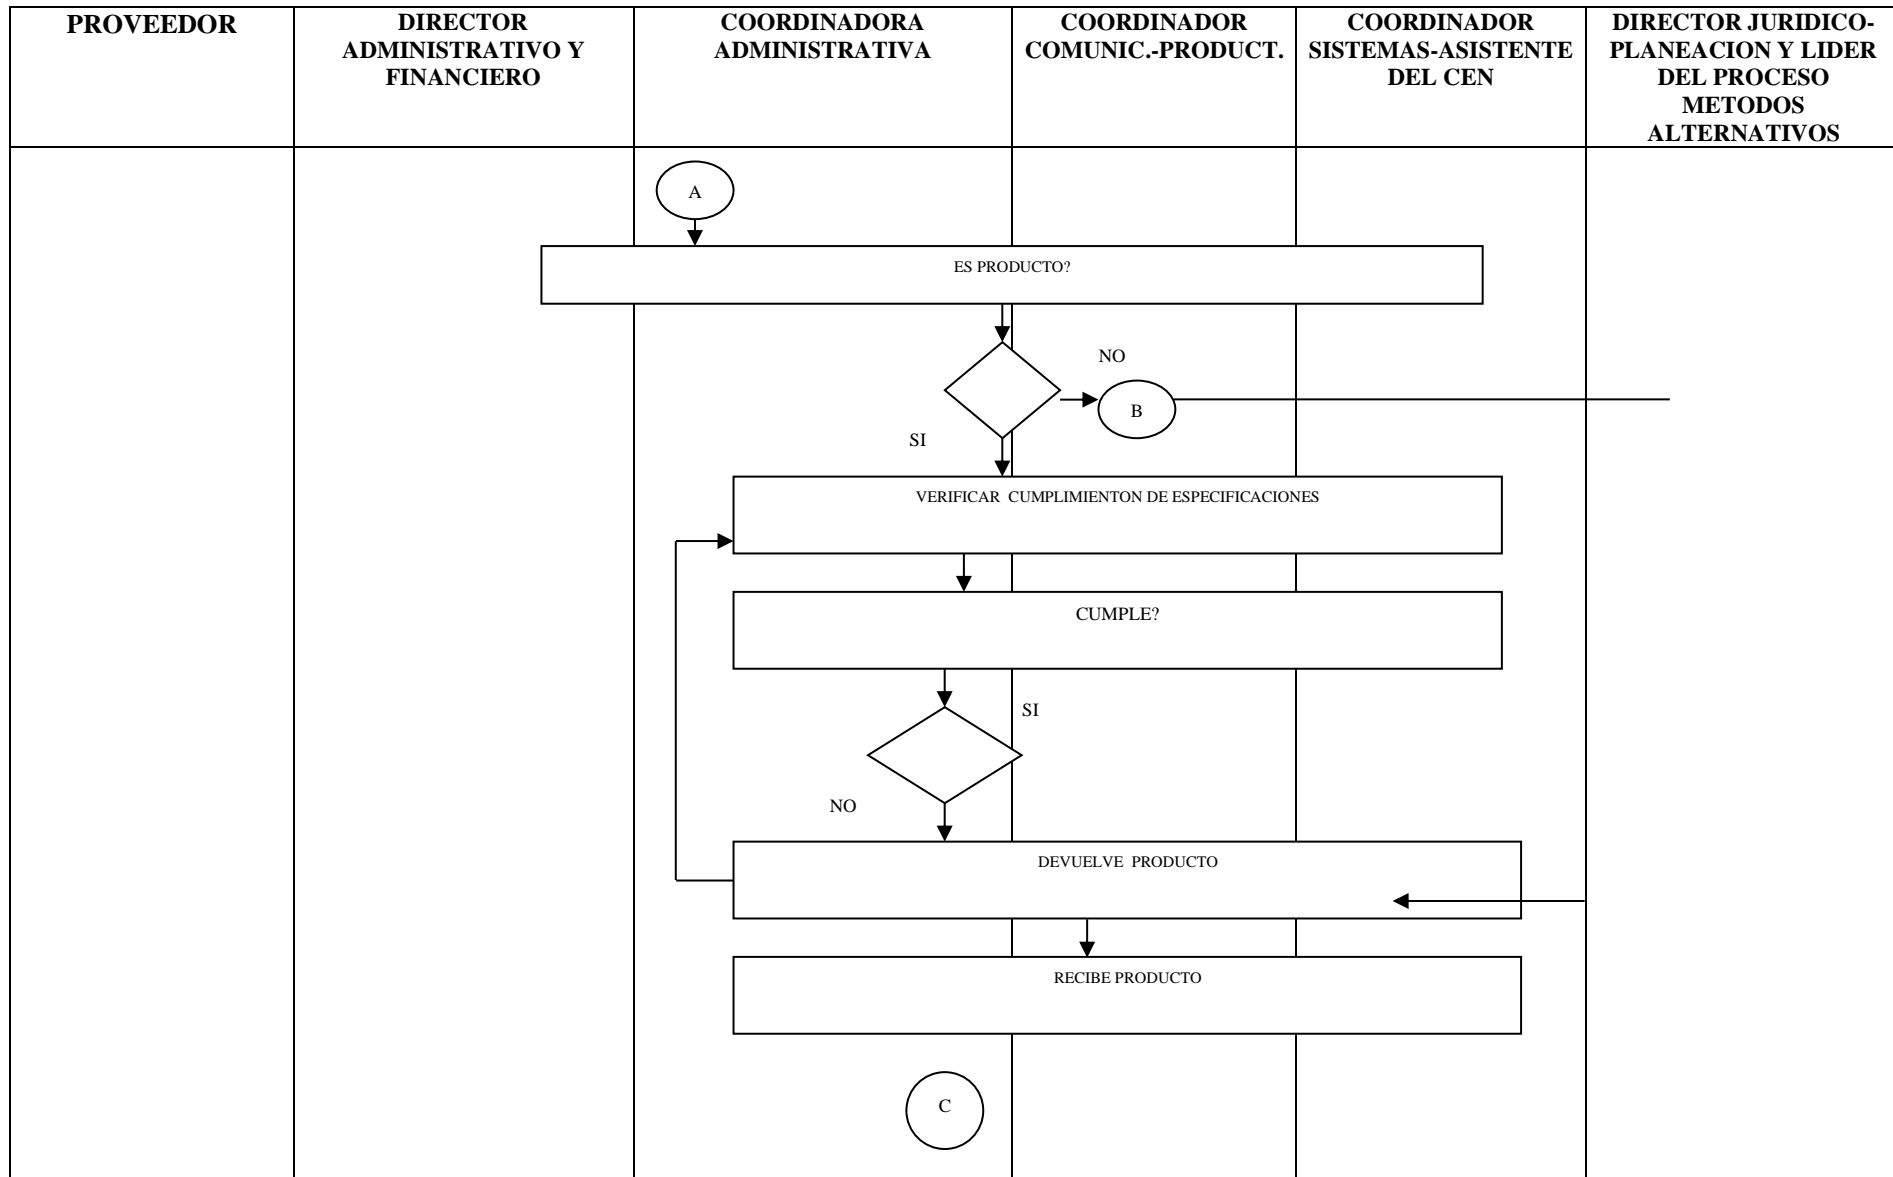 PROVEEDOR
DIRECTOR
ADMINISTRATIVO Y
FINANCIERO
COORDINADORA
ADMINISTRATIVA
COORDINADOR
COMUNIC.-PRODUCT.
COORDINADOR
SISTEMAS-ASISTENTE
DEL CEN
DIRECTOR JURIDICO-
PLANEACION Y LIDER
DEL PROCESO
METODOS
ALTERNATIVOS
A
ES PRODUCTO?
NO
B
SI
VERIFICAR CUMPLIMIENTON DE ESPECIFICACIONES
CUMPLE?
SI
NO
DEVUELVE PRODUCTO
RECIBE PRODUCTO
C